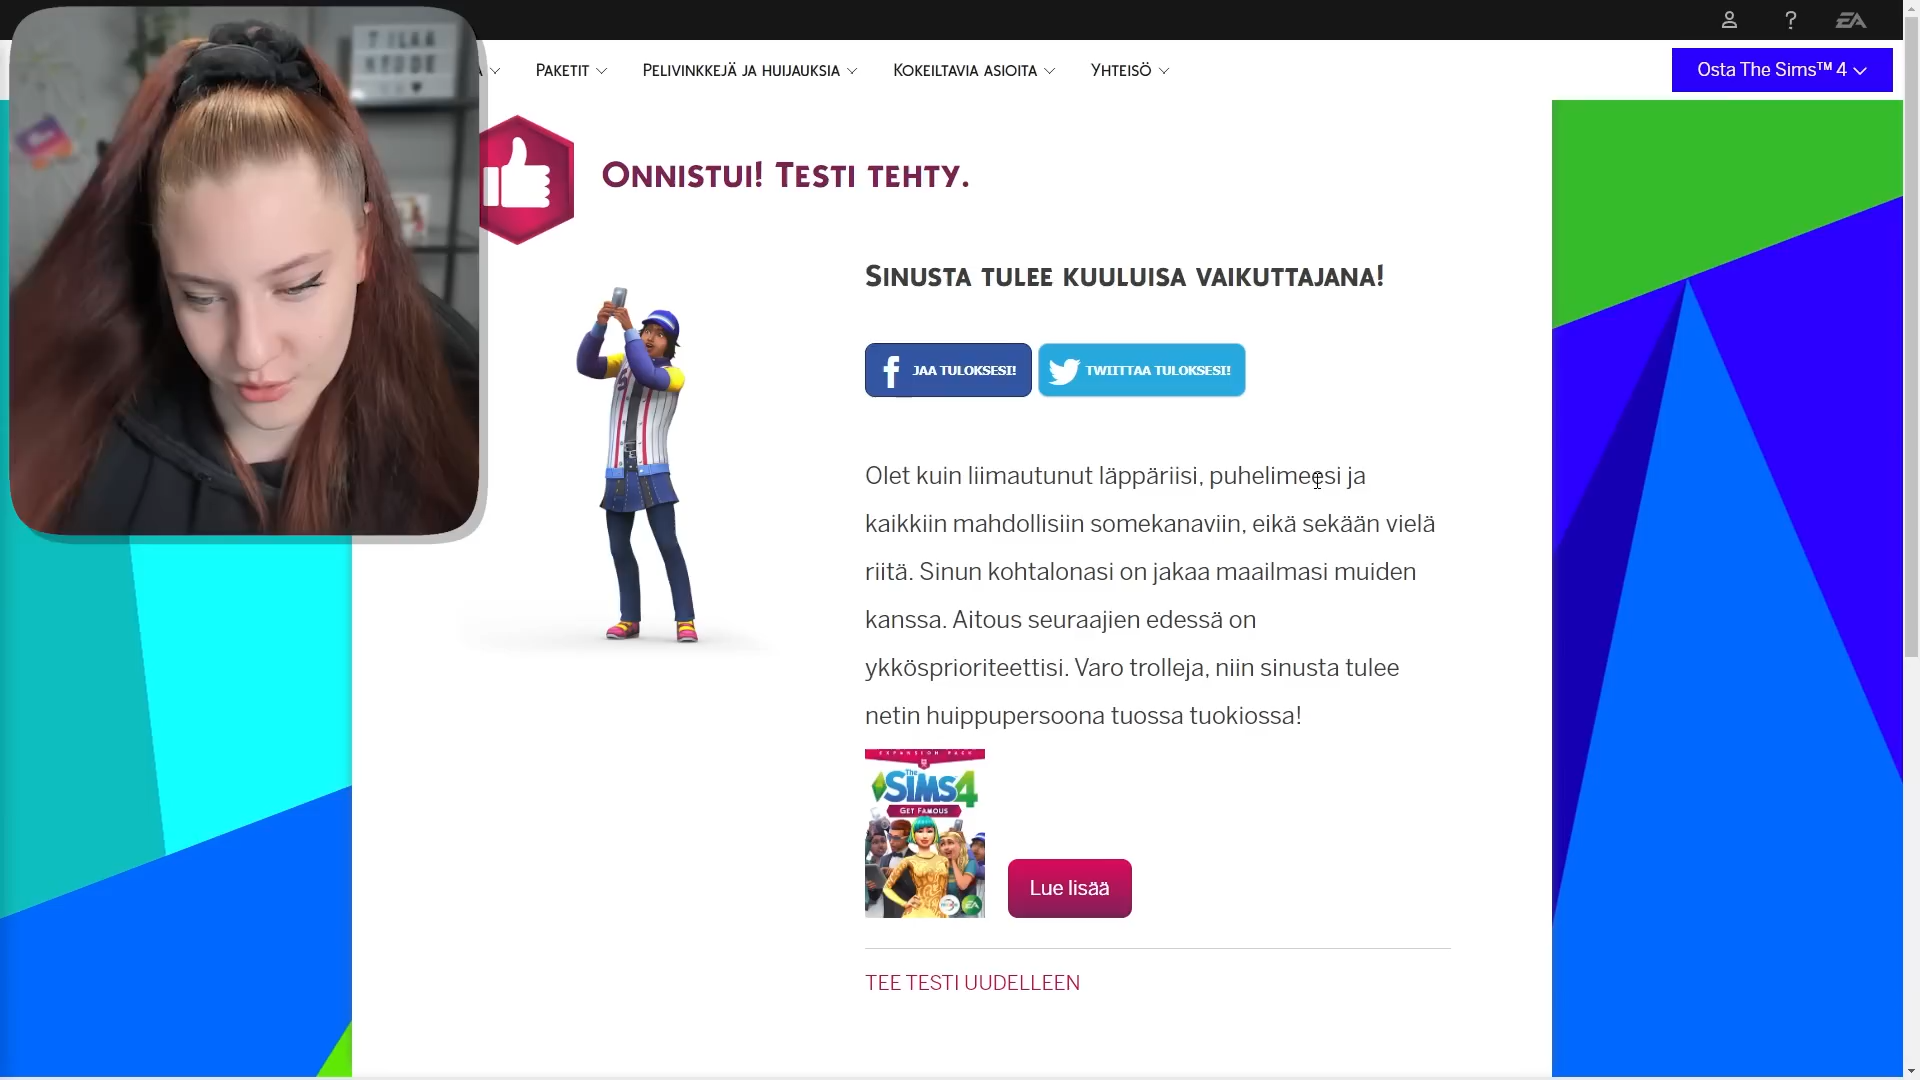 Paketit
Pelivinkkejä ja huijauksia
Kokeiltavia asioita
Yhteisö
Osta The Sims™ 4
Onnistui! Testi tehty.
Sinusta tulee kuuluisa vaikuttajana!
JAA TULOKSESI!
TWIITTAA TULOKSESI!
Olet kuin liimautunut läppäriisi, puhelimeesi ja
kaikkiin mahdollisiin somekanaviin, eikä sekään vielä
riitä. Sinun kohtalonasi on jakaa maailmasi muiden
kanssa. Aitous seuraajien edessä on
ykkösprioriteettisi. Varo trolleja, niin sinusta tulee
netin huippupersoona tuossa tuokiossa!
EXPANSION PACK
The
SIMS 4
GET FAMOUS
EA
Lue lisää
TEE TESTI UUDELLEEN